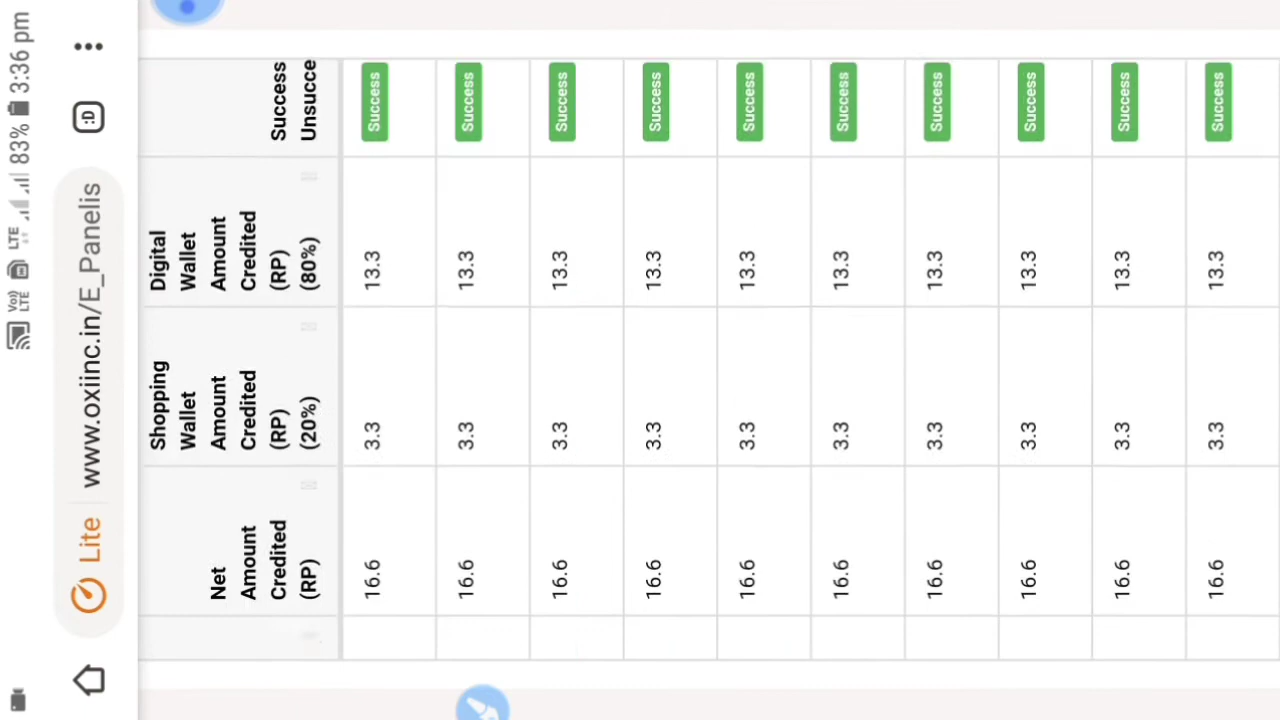 3:36 pm
83%
LTE
Vo))
LTE
Lite www.oxiinc.in/E_Panelis
:D
Net
Amount
Credited
(RP)
Shopping
Wallet
Amount
Credited
(RP)
(20%)
Digital
Wallet
Amount
Credited
(RP)
(80%)
Success
Unsucce
16.6 3.3 13.3 Success
16.6 3.3 13.3 Success
16.6 3.3 13.3 Success
16.6 3.3 13.3 Success
16.6 3.3 13.3 Success
16.6 3.3 13.3 Success
16.6 3.3 13.3 Success
16.6 3.3 13.3 Success
16.6 3.3 13.3 Success
16.6 3.3 13.3 Success